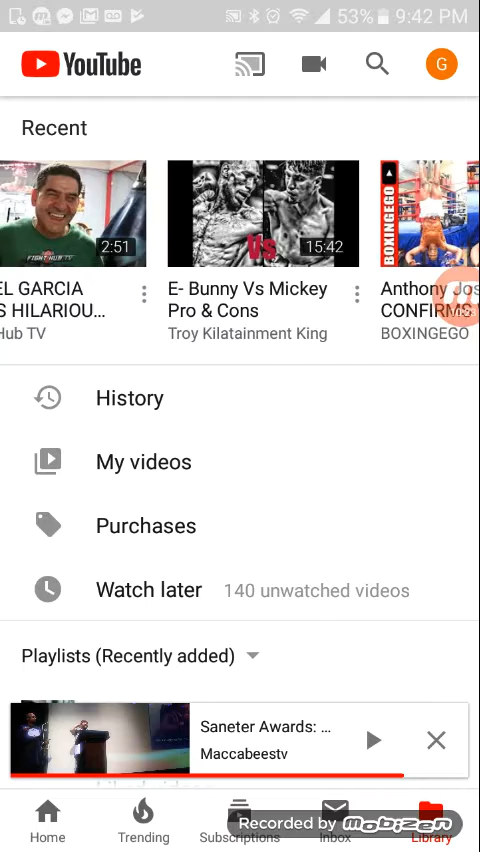 53% 9:42 PM
YouTube
G
Recent
2:51
Vs
15:42
BOXINGEGO
EL GARCIA
S HILARIOU...
Hub TV
E- Bunny Vs Mickey
Pro & Cons
Troy Kilatainment King
Anthony Jos
CONFIRMS
BOXINGEGO
History
My videos
Purchases
Watch later 140 unwatched videos
Playlists (Recently added)
Saneter Awards: ...
Maccabeestv
Home
Trending
Subscriptions
Inbox
Library
Recorded by Mobizen